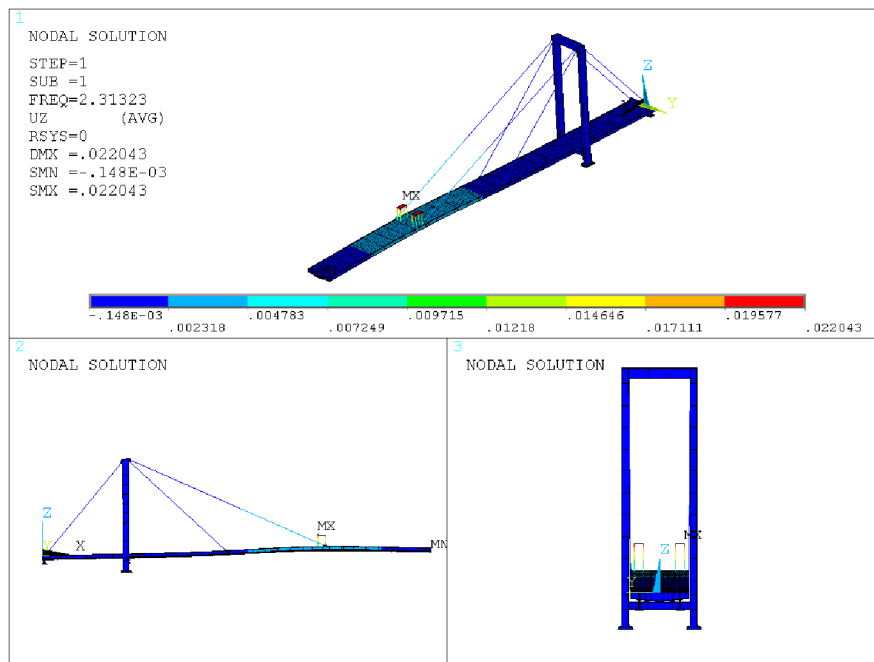 1
NODAL SOLUTION
STEP=1
SUB =1
FREQ=2.31323
UZ (AVG)
RSYS=0
DMX =.022043
SMN =-.148E-03
SMX =.022043
Z
Y
MX
-.148E-03 .004783 .009715 .014646 .019577
.002318 .007249 .01218 .017111 .022043
2
NODAL SOLUTION
Z
MX
Y X MN
3
NODAL SOLUTION
MX
Z
Y